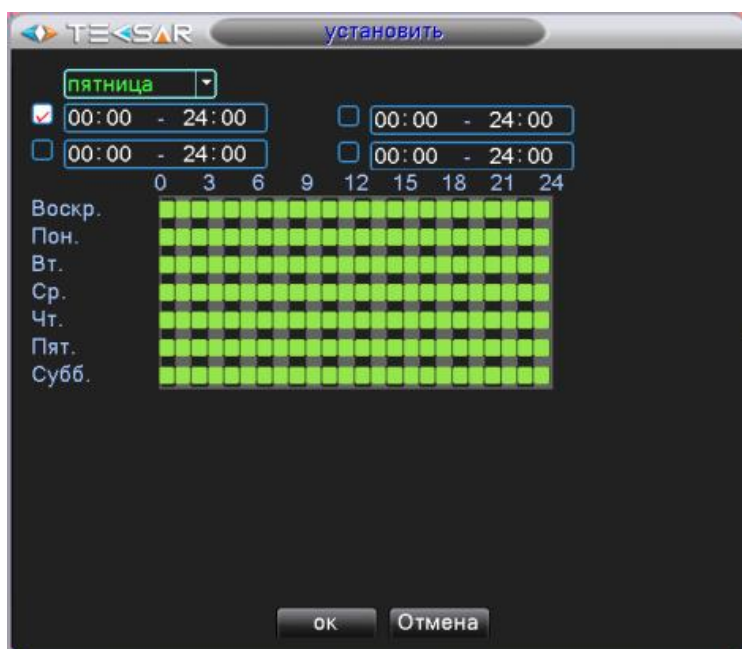 TEKSAR установить
пятница
00:00 - 24:00 00:00 - 24:00
00:00 - 24:00 00:00 - 24:00
0 3 6 9 12 15 18 21 24
Воскр.
Пон.
Вт.
Ср.
Чт.
Пят.
Субб.
ок Отмена